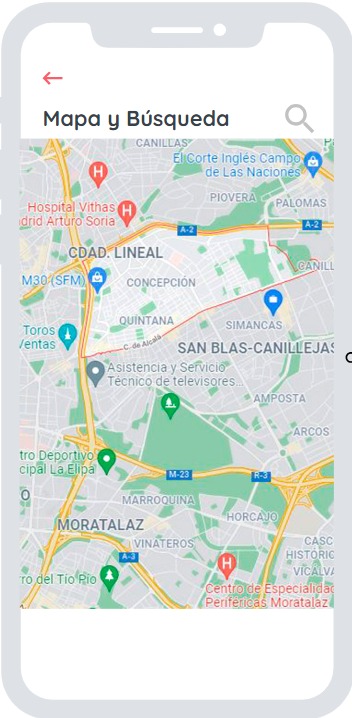 Mapa y Búsqueda
CANILLAS
El Corte Inglés Campo
de Las Naciones
PIOVERA
PALOMAS
Hospital Vithas
drid Arturo Soria
A-2
A-2
CDAD. LINEAL
CANILL
M30 (SFM)
CONCEPCIÓN
QUINTANA
SIMANCAS
Toros
Ventas
C. de Alcalá
SAN BLAS-CANILLEJAS
Asistencia y Servicio
Técnico de televisores...
AMPOSTA
ARCOS
tro Deportivo
cipal La Elipa
M-23
R-3
O
MARROQUINA
HORCAJO
MORATALAZ
VINATEROS
CASC
HISTÓRIC
VICÁLVA
A-3
ro del Tío Pío
Centro de Especialidad
Periféricas Moratalaz